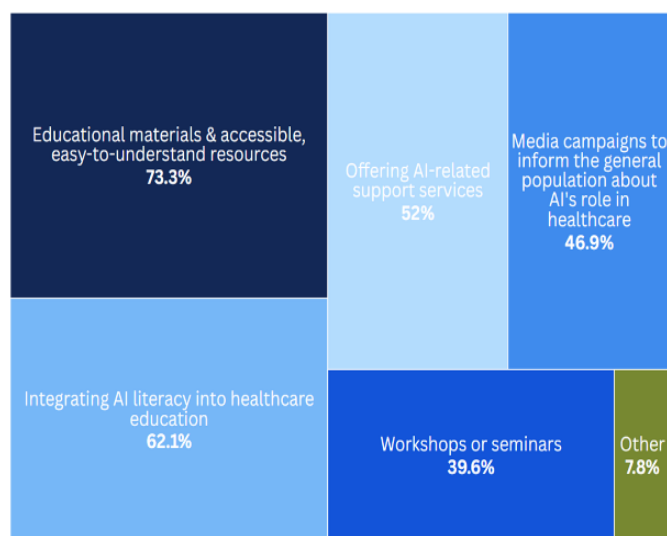 Educational materials & accessible,
easy-to-understand resources
73.3%
Offering AI-related
support services
52%
Media campaigns to
inform the general
population about
AI's role in
healthcare
46.9%
Integrating AI literacy into healthcare
education
62.1%
Workshops or seminars
39.6%
Other
7.8%